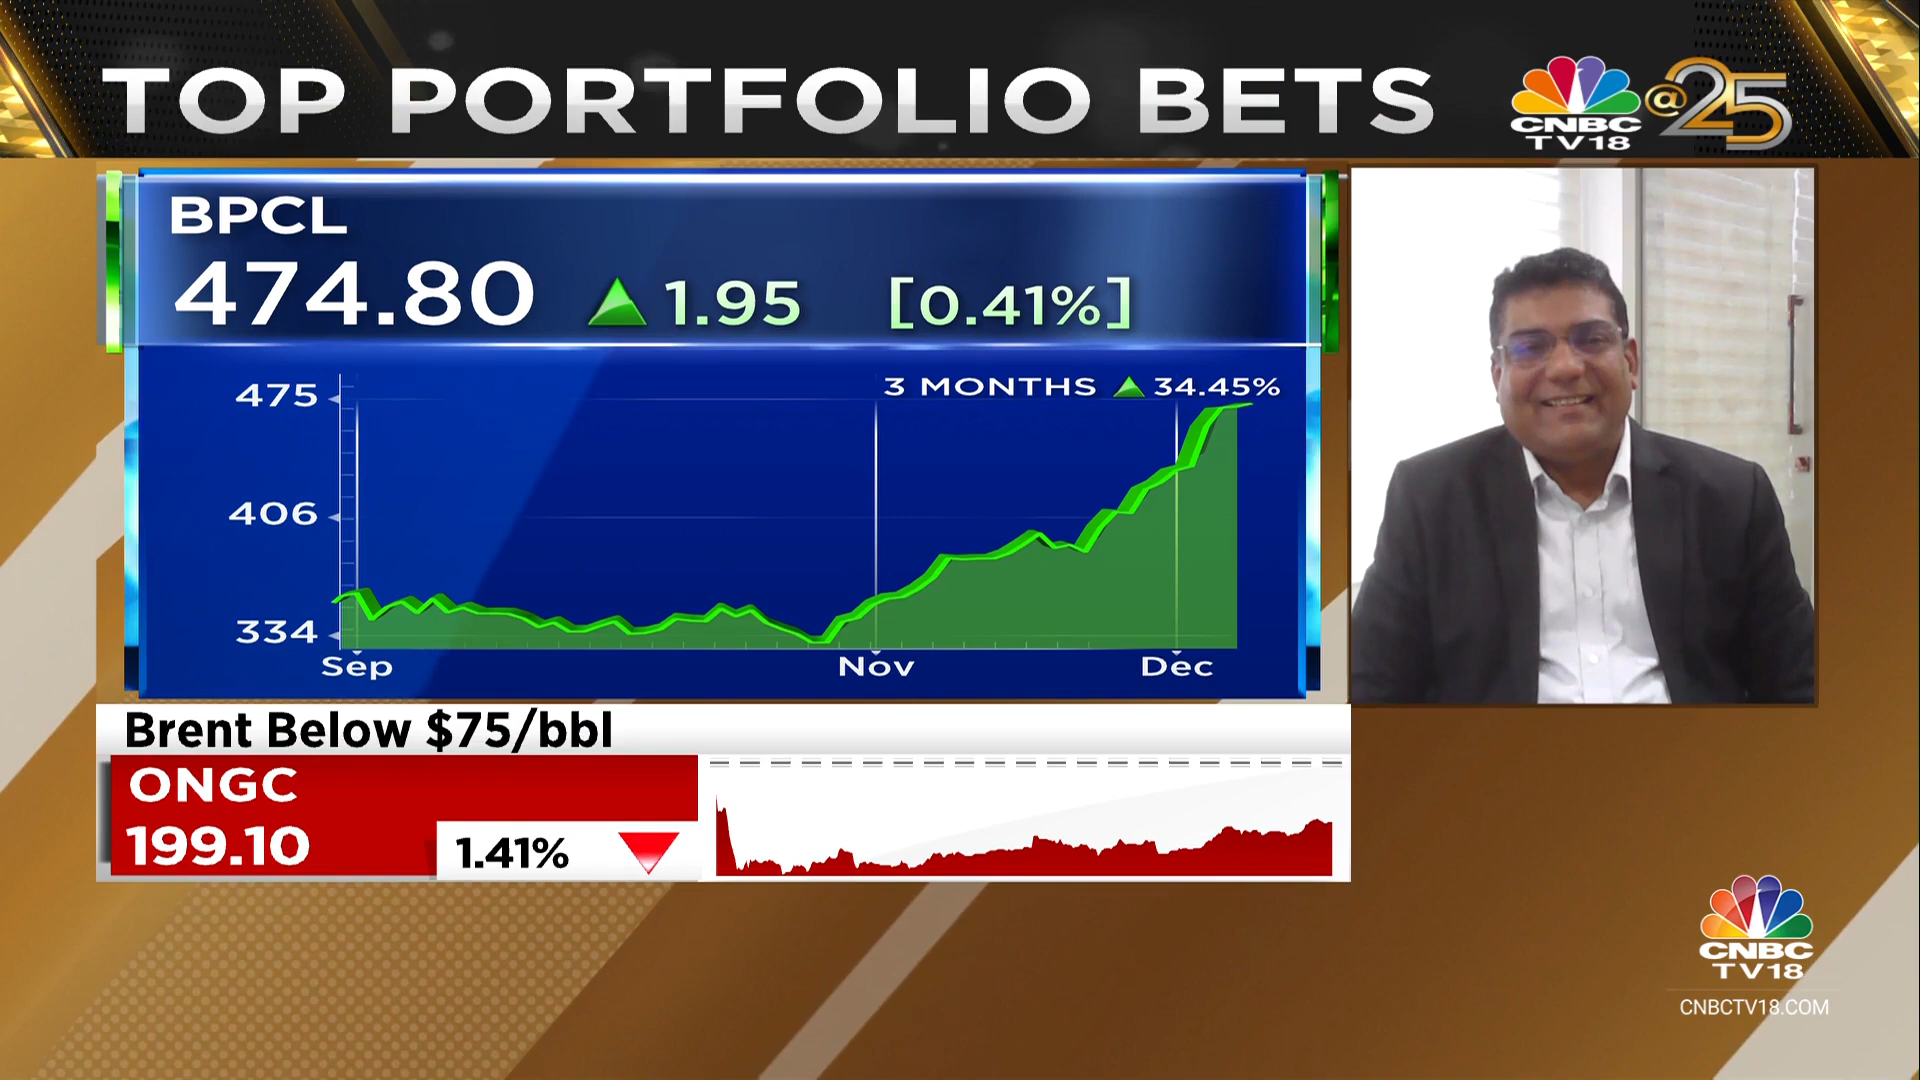 TOP PORTFOLIO BETS
CNBC
TV18
@25
BPCL
474.80 1.95 [0.41%]
3 MONTHS 34.45%
475
406
334
Sep Nov Dec
Brent Below $75/bbl
ONGC
199.10
1.41%
CNBC
TV18
CNBCTV18.COM